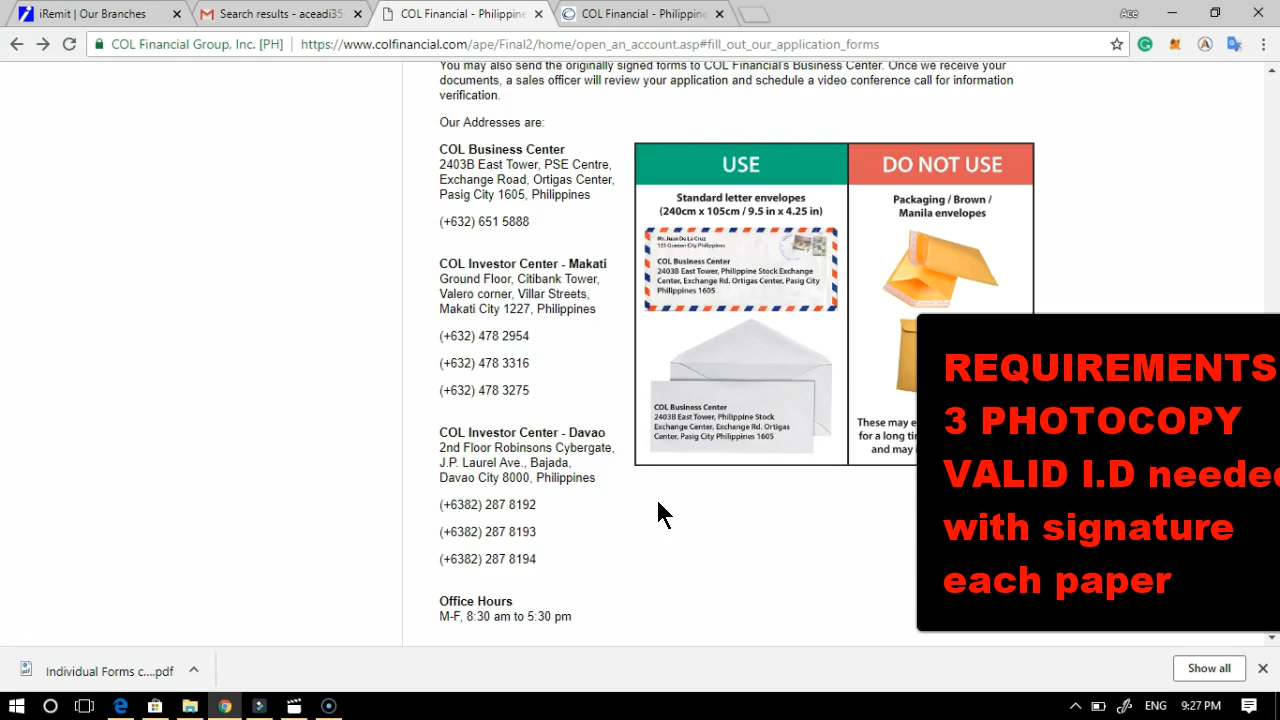 iRemit | Our Branches
Search results - aceadi35
COL Financial - Philippine
COL Financial - Philippine
Ace
COL Financial Group, Inc. [PH]
https://www.colfinancial.com/ape/Final2/home/open_an_account.asp#fill_out_our_application_forms
You may also send the originally signed forms to COL Financial's Business Center. Once we receive your
documents, a sales officer will review your application and schedule a video conference call for information
verification.
Our Addresses are:
COL Business Center
2403B East Tower, PSE Centre,
Exchange Road, Ortigas Center,
Pasig City 1605, Philippines
(+632) 651 5888
COL Investor Center - Makati
Ground Floor, Citibank Tower,
Valero corner, Villar Streets,
Makati City 1227, Philippines
(+632) 478 2954
(+632) 478 3316
(+632) 478 3275
COL Investor Center - Davao
2nd Floor Robinsons Cybergate,
J.P. Laurel Ave., Bajada,
Davao City 8000, Philippines
(+6382) 287 8192
(+6382) 287 8193
(+6382) 287 8194
Office Hours
M-F, 8:30 am to 5:30 pm
USE
Standard letter envelopes
(240cm x 105cm / 9.5 in x 4.25 in)
Mr. Juan De La Cruz
123 Quezon City Philippines
COL Business Center
2403B East Tower, Philippine Stock Exchange
Center, Exchange Rd. Ortigas Center, Pasig City
Philippines 1605
COL Business Center
2403B East Tower, Philippine Stock
Exchange Center, Exchange Rd. Ortigas
Center, Pasig City Philippines 1605
DO NOT USE
Packaging / Brown /
Manila envelopes
These may
for a long
and may
REQUIREMENTS
3 PHOTOCOPY
VALID I.D needed
with signature
each paper
Individual Forms c....pdf
Show all
ENG
9:27 PM